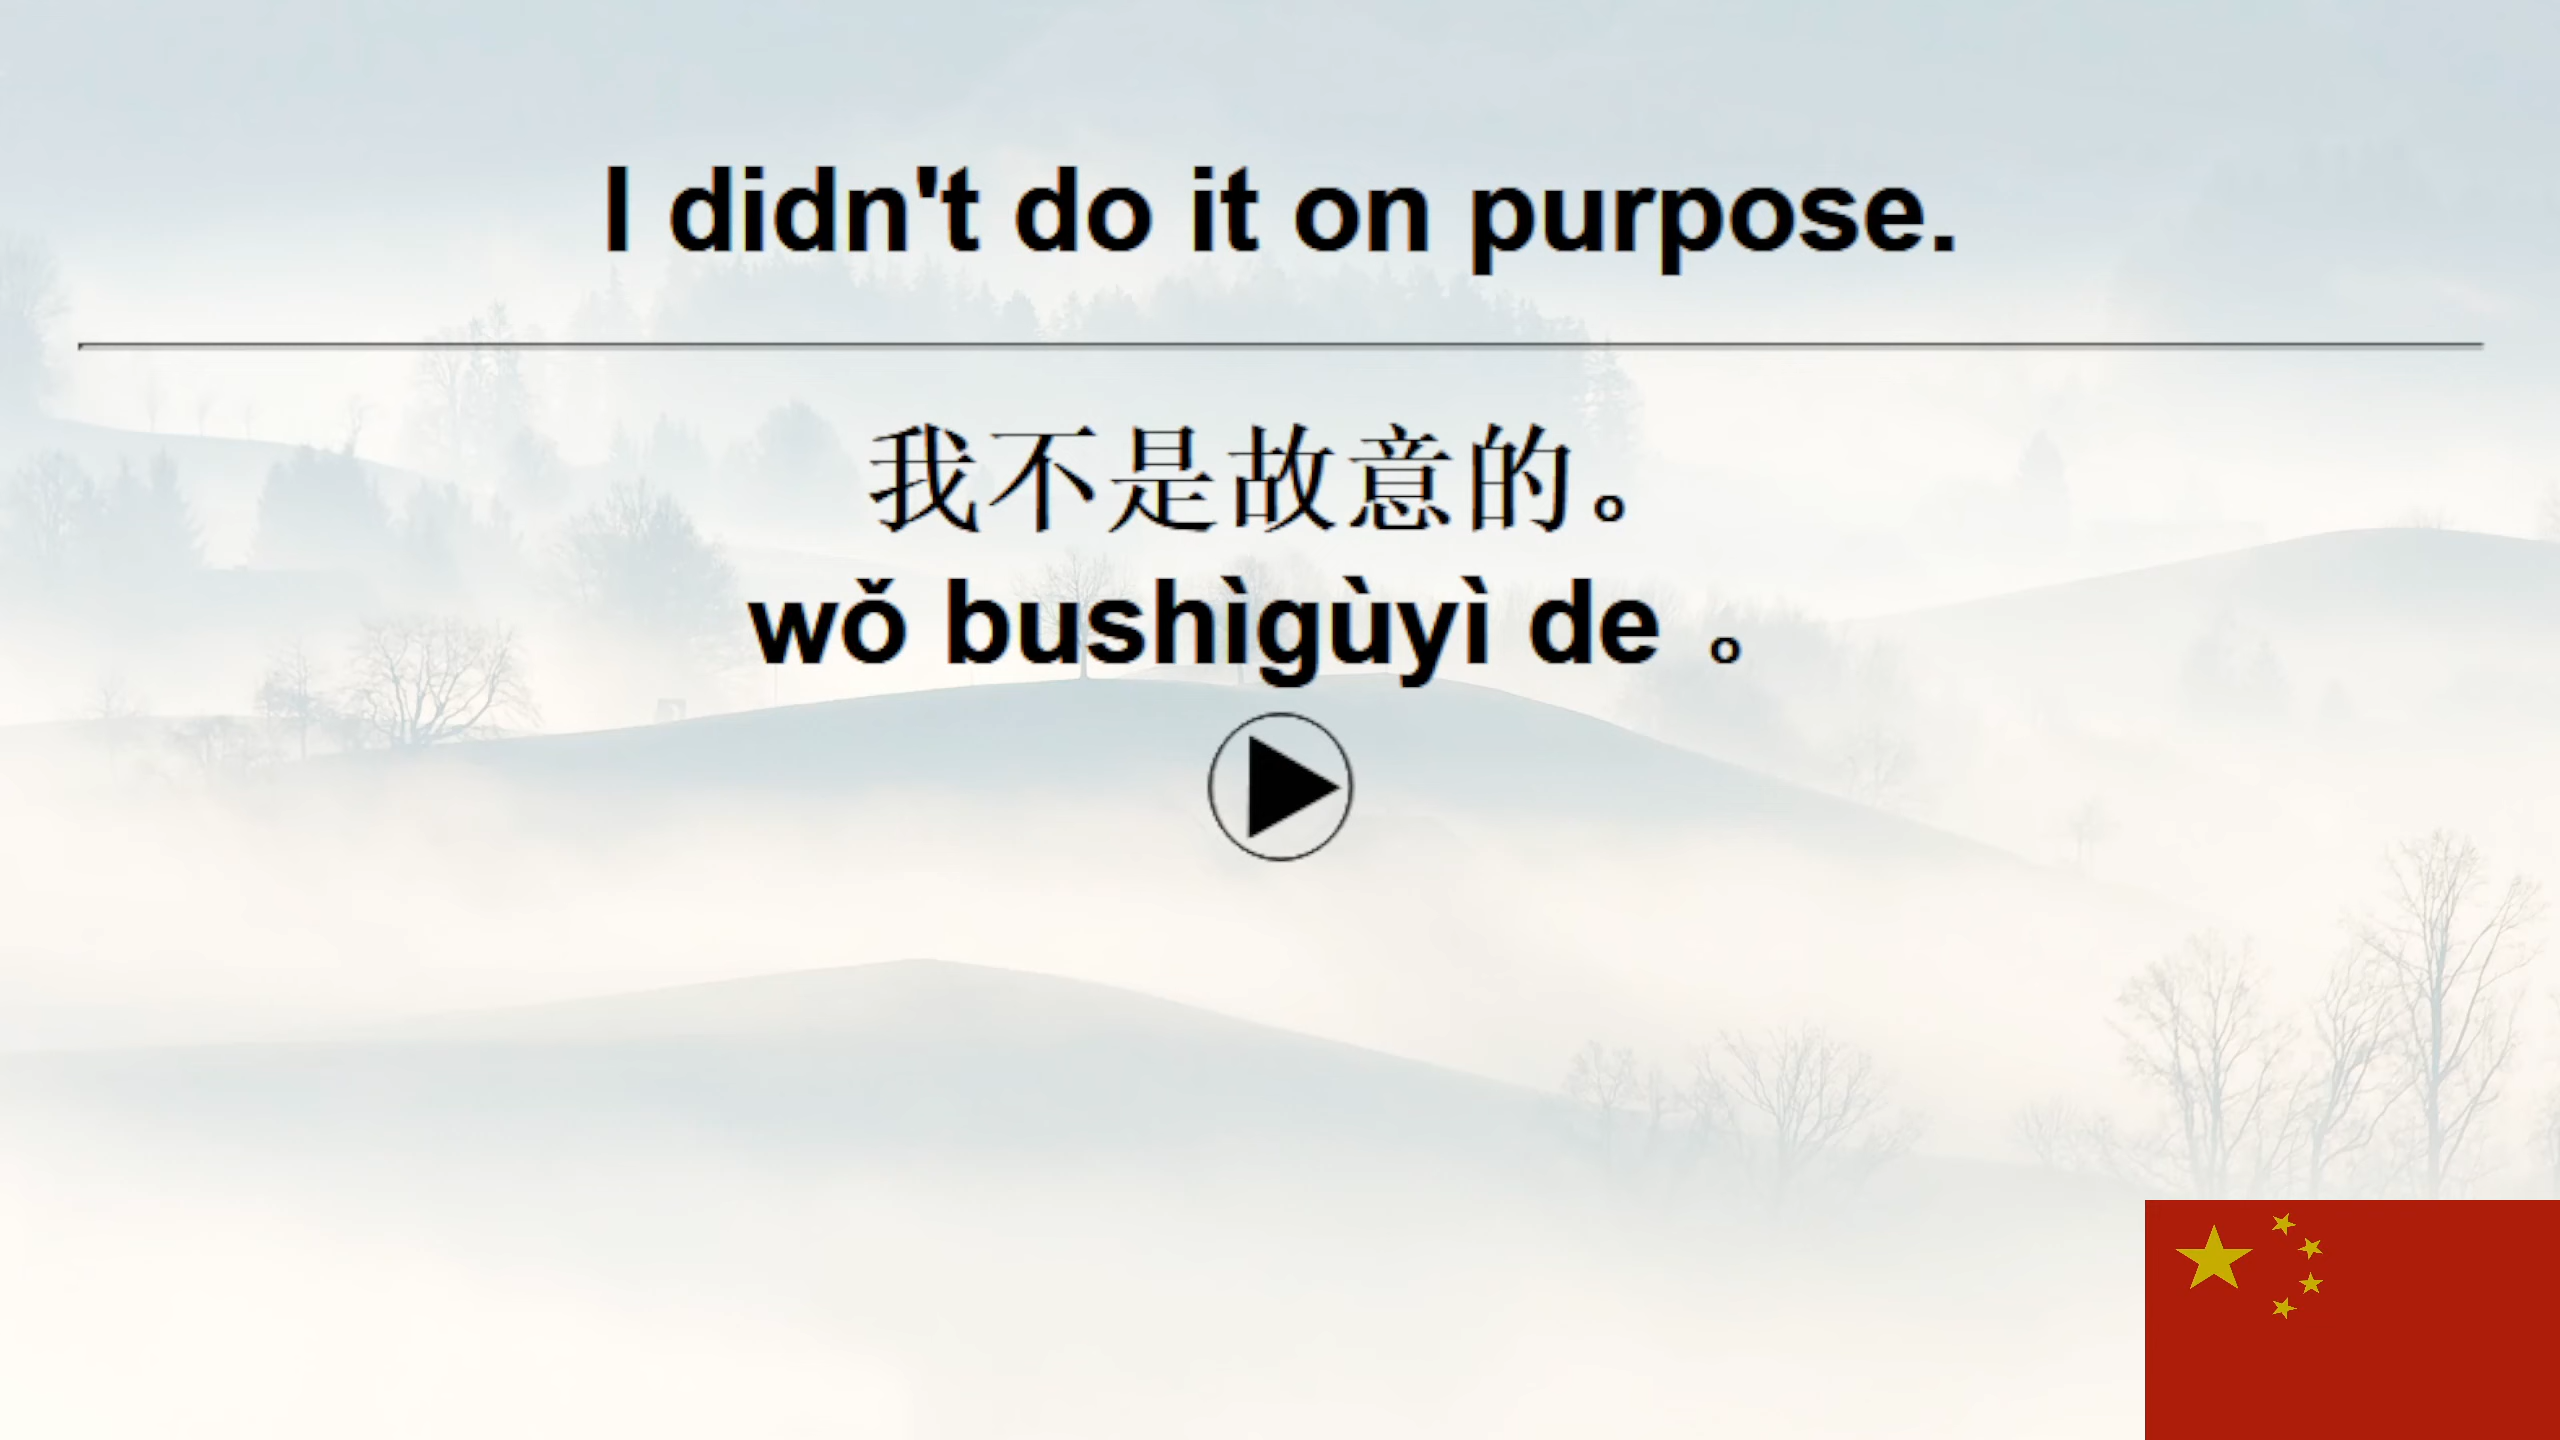 I didn't do it on purpose.
我不是故意的。
wǒ bushìgùyì de 。